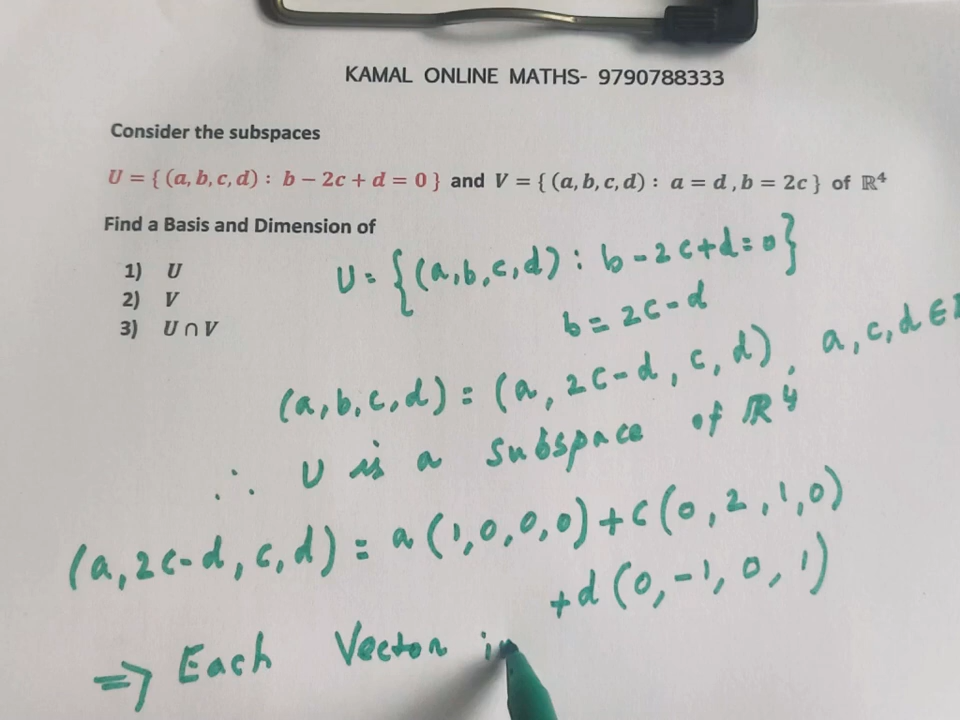 KAMAL ONLINE MATHS- 9790788333
Consider the subspaces
U = { (a, b, c, d) : b − 2c + d = 0 } and V = { (a, b, c, d) : a = d , b = 2c } of ℝ⁴
Find a Basis and Dimension of
1) U
2) V
3) U ∩ V
U = {(a, b, c, d) : b - 2c + d = 0}
b = 2c - d
(a, b, c, d) = (a, 2c - d, c, d), a, c, d ∈
∴ U is a subspace of ℝ⁴
(a, 2c - d, c, d) = a (1, 0, 0, 0) + c (0, 2, 1, 0)
+ d (0, -1, 0, 1)
⇒ Each Vector in